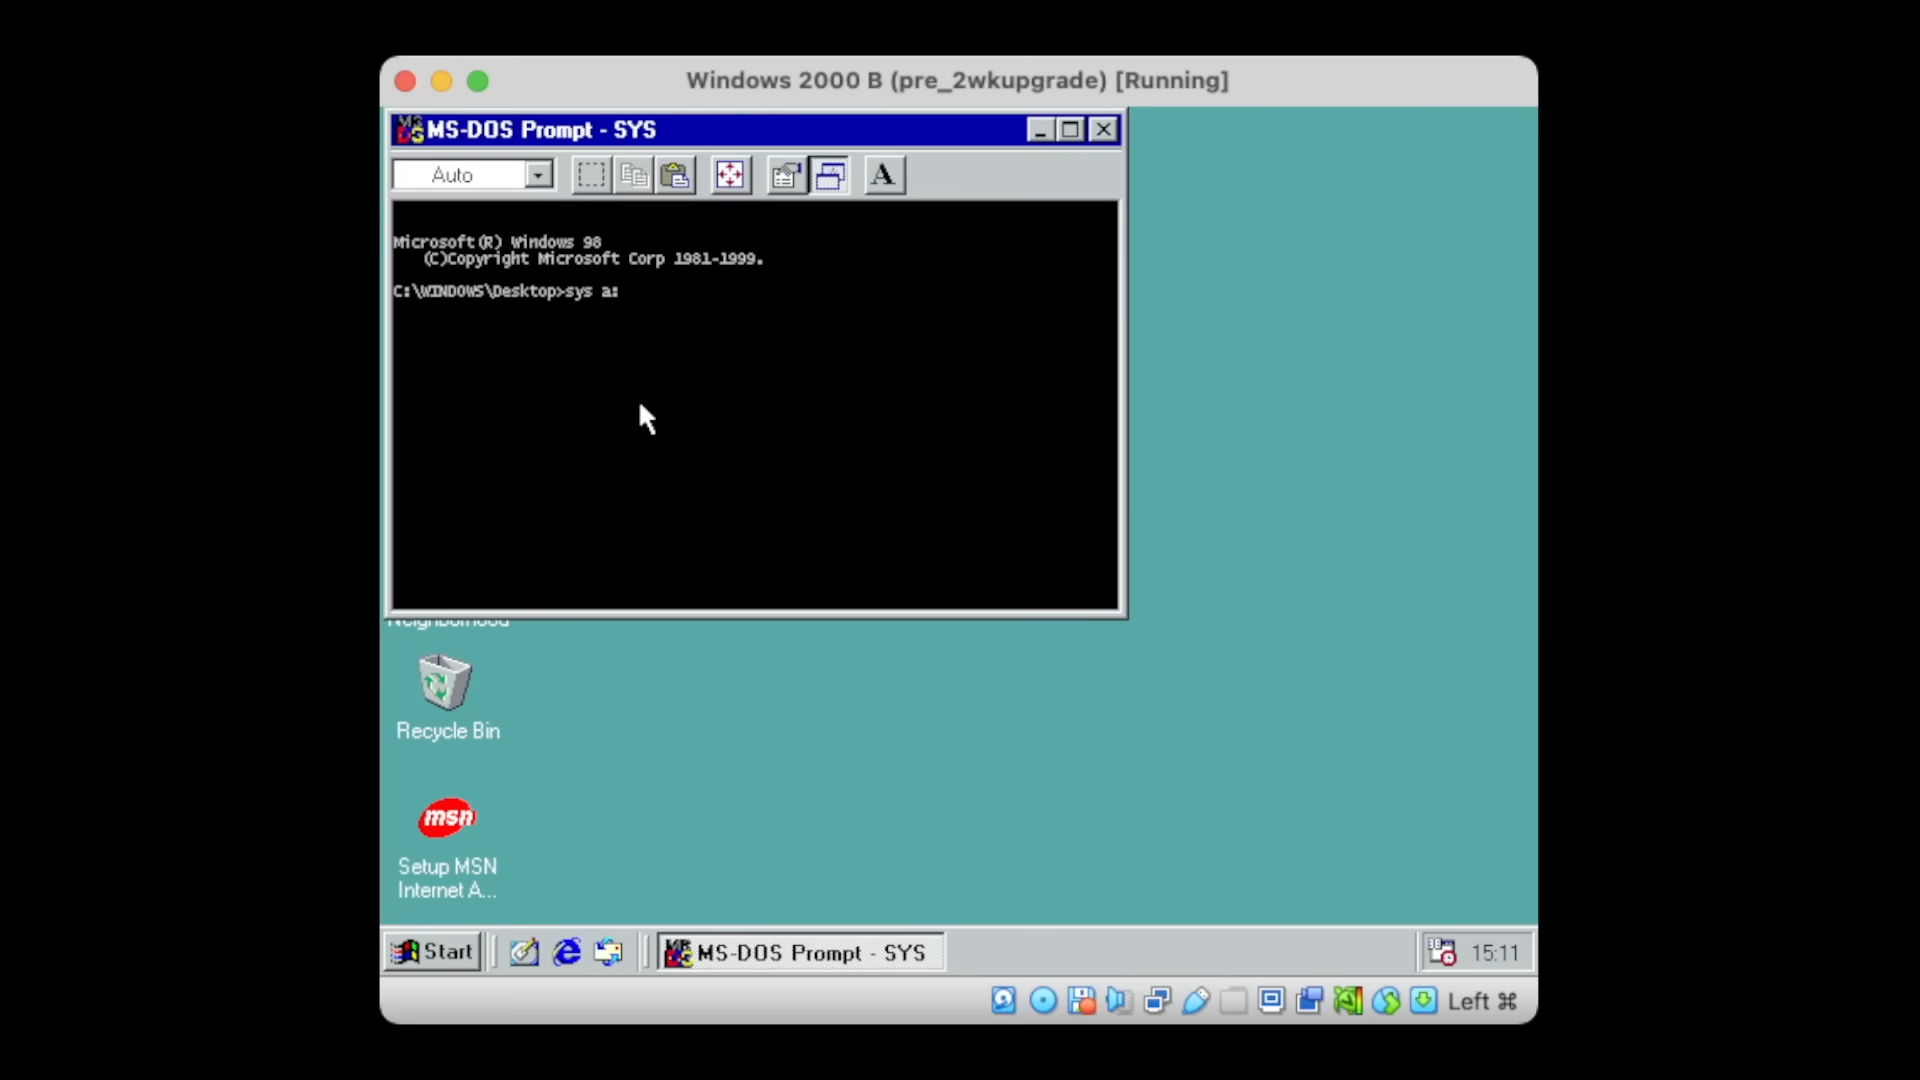 Windows 2000 B (pre_2wkupgrade) [Running]
MS-DOS Prompt - SYS
Auto
A
Microsoft(R) Windows 98
(C)Copyright Microsoft Corp 1981-1999.
C:\WINDOWS\Desktop>sys a:
Neighborhood
Recycle Bin
msn
Setup MSN
Internet A...
Start
MS-DOS Prompt - SYS
15:11
Left ⌘